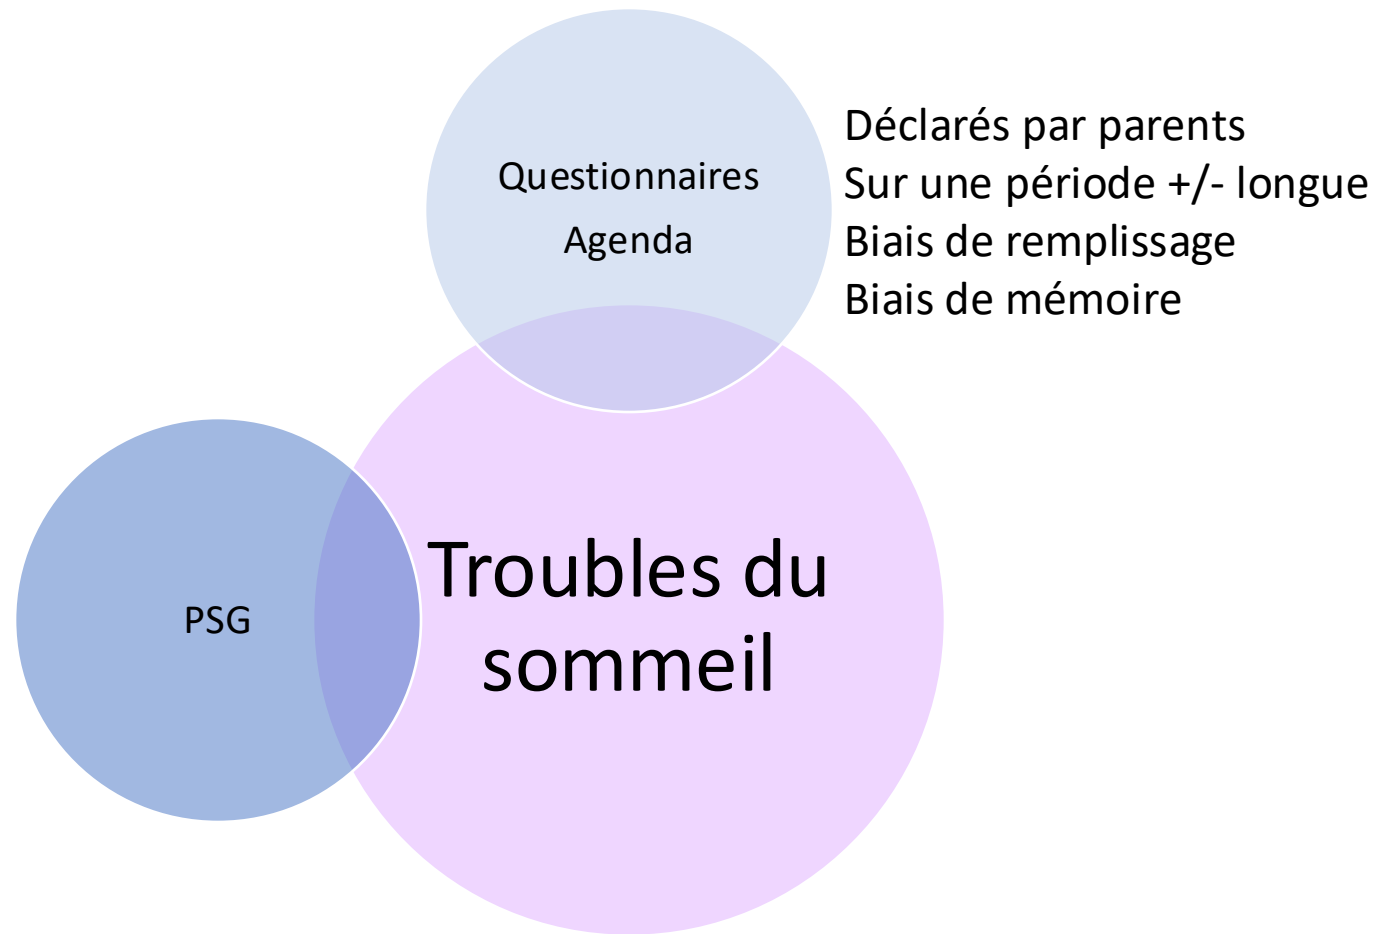 Questionnaires
Agenda
Déclarés par parents
Sur une période +/- longue
Biais de remplissage
Biais de mémoire
PSG
Troubles du
sommeil